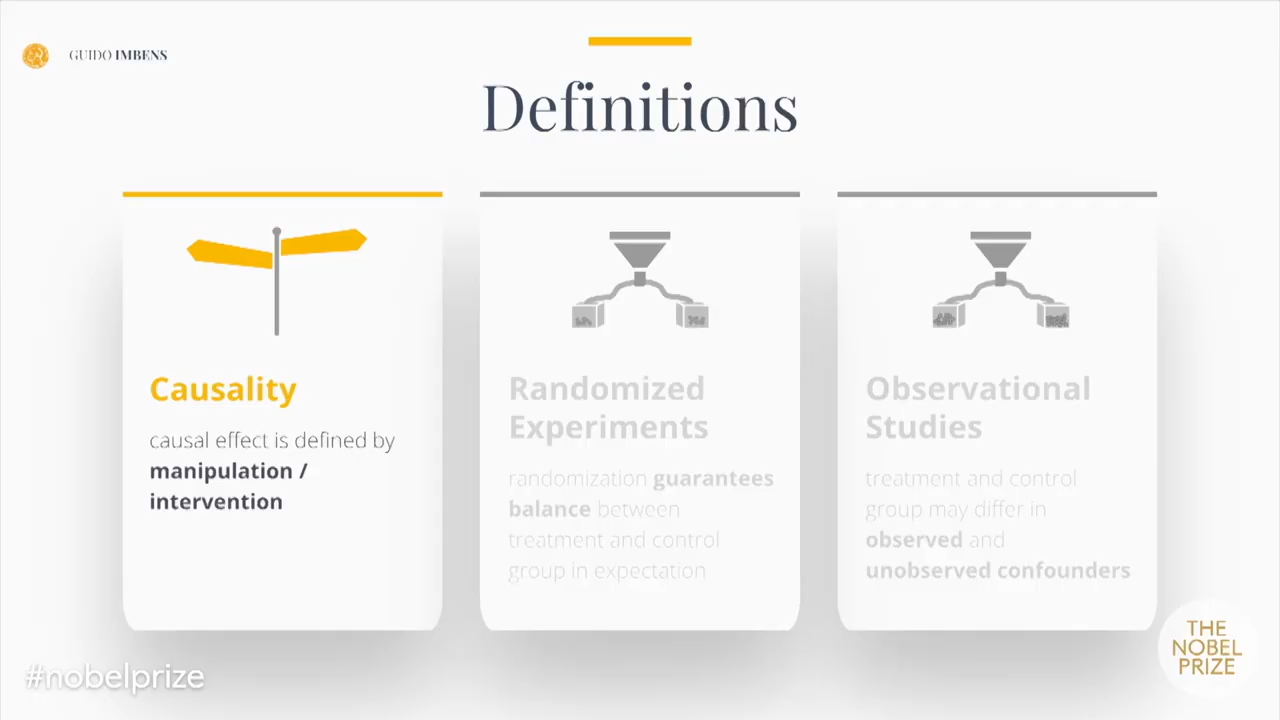 GUIDO IMBENS
Definitions
Causality
causal effect is defined by
manipulation /
intervention
Randomized
Experiments
randomization guarantees
balance between
treatment and control
group in expectation
Observational
Studies
treatment and control
group may differ in
observed and
unobserved confounders
#nobelprize
THE
NOBEL
PRIZE